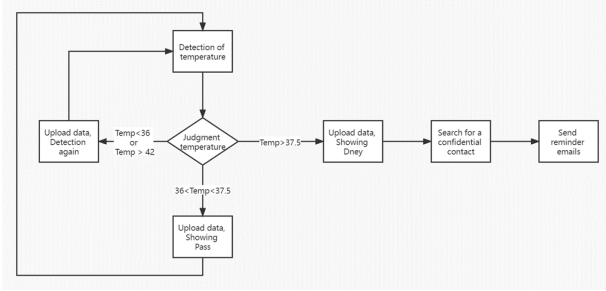 Detection of
temperature
Upload data,
Detection
again
Temp<36
or
Temp > 42
Judgment
temperature
Temp>37.5
Upload data,
Showing
Dney
Search for a
confidential
contact
Send
reminder
emails
36<Temp<37.5
Upload data,
Showing
Pass